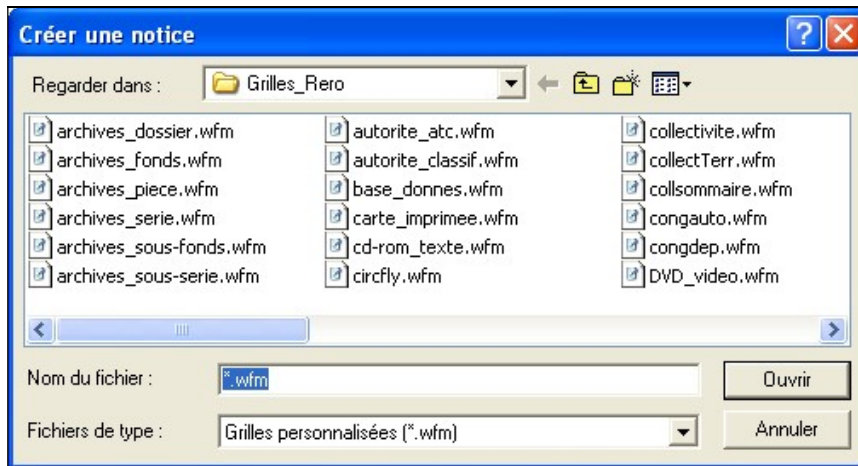 Créer une notice
Regarder dans : Grilles_Rero
archives_dossier.wfm autorite_atc.wfm collectivite.wfm
archives_fonds.wfm autorite_classif.wfm collectTerr.wfm
archives_piece.wfm base_donnes.wfm collsommaire.wfm
archives_serie.wfm carte_imprimee.wfm congauto.wfm
archives_sous-fonds.wfm cd-rom_texte.wfm congdep.wfm
archives_sous-serie.wfm circfly.wfm DVD_video.wfm
Nom du fichier : *.wfm Ouvrir
Fichiers de type : Grilles personnalisées (*.wfm) Annuler